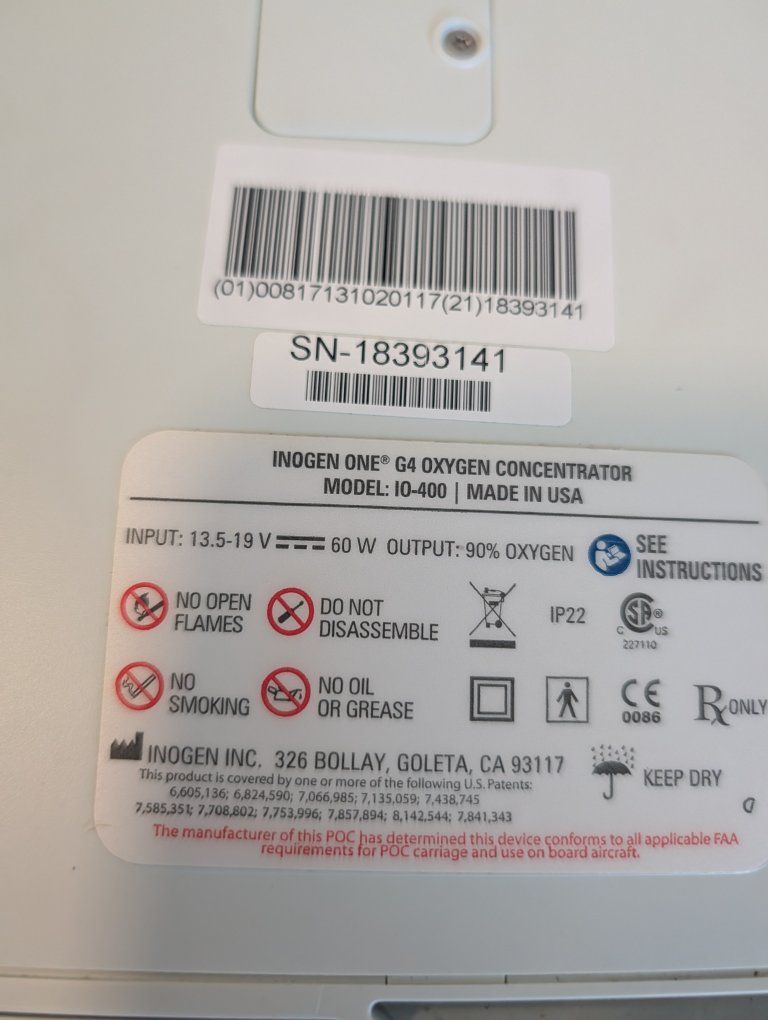 (01)00817131020117(21)18393141
SN-18393141
INOGEN ONE® G4 OXYGEN CONCENTRATOR
MODEL: IO-400 | MADE IN USA
INPUT: 13.5-19 V 60 W OUTPUT: 90% OXYGEN
SEE
INSTRUCTIONS
NO OPEN
FLAMES
DO NOT
DISASSEMBLE
IP22
C SA® US
227110
NO
SMOKING
NO OIL
OR GREASE
CE
0086
Rx ONLY
INOGEN INC. 326 BOLLAY, GOLETA, CA 93117
KEEP DRY
This product is covered by one or more of the following U.S. Patents:
6,605,136; 6,824,590; 7,066,985; 7,135,059; 7,438,745
7,585,351; 7,708,802; 7,753,996; 7,857,894; 8,142,544; 7,841,343
The manufacturer of this POC has determined this device conforms to all applicable FAA
requirements for POC carriage and use on board aircraft.